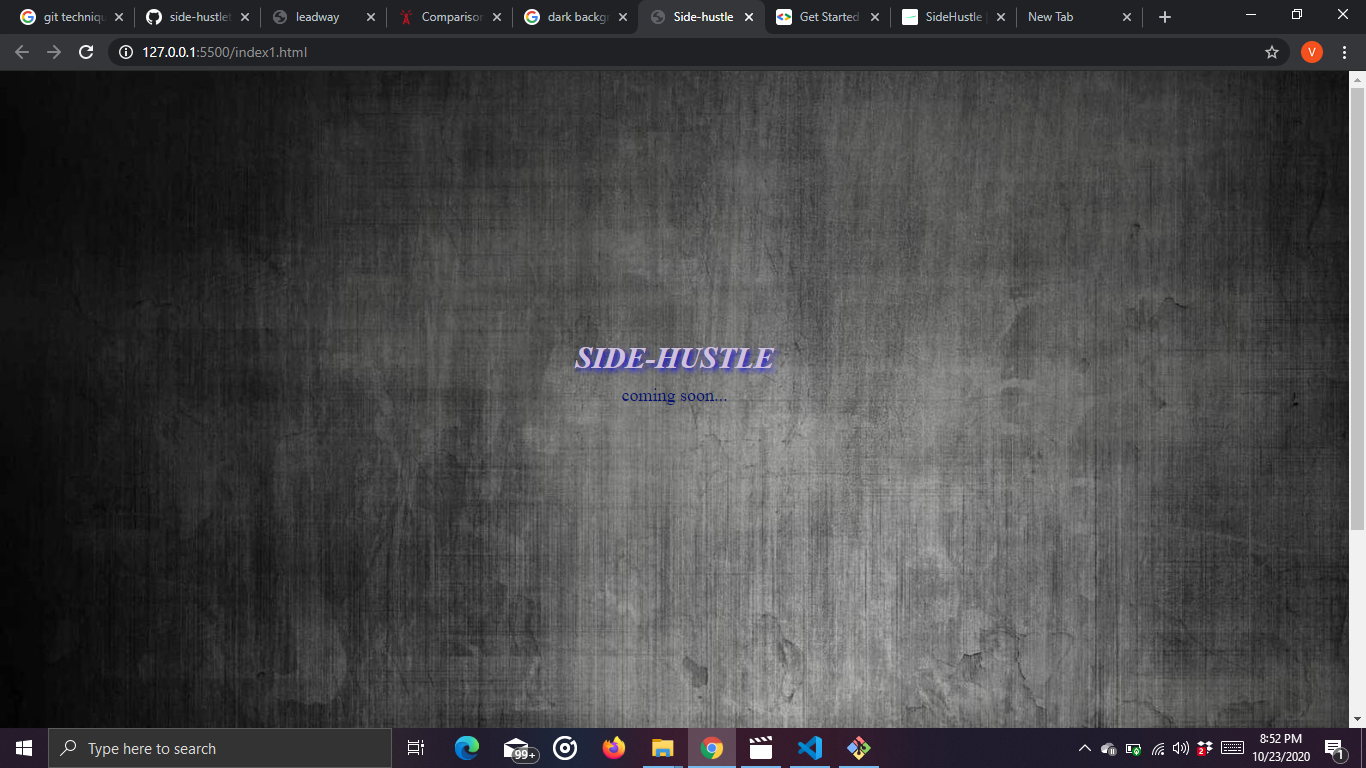 git techniqu
side-hustlet
leadway
Comparison
dark backgr
Side-hustle
Get Started
SideHustle |
New Tab
127.0.0.1:5500/index1.html
V
SIDE-HUSTLE
coming soon...
Type here to search
99+
2
8:52 PM
10/23/2020
1